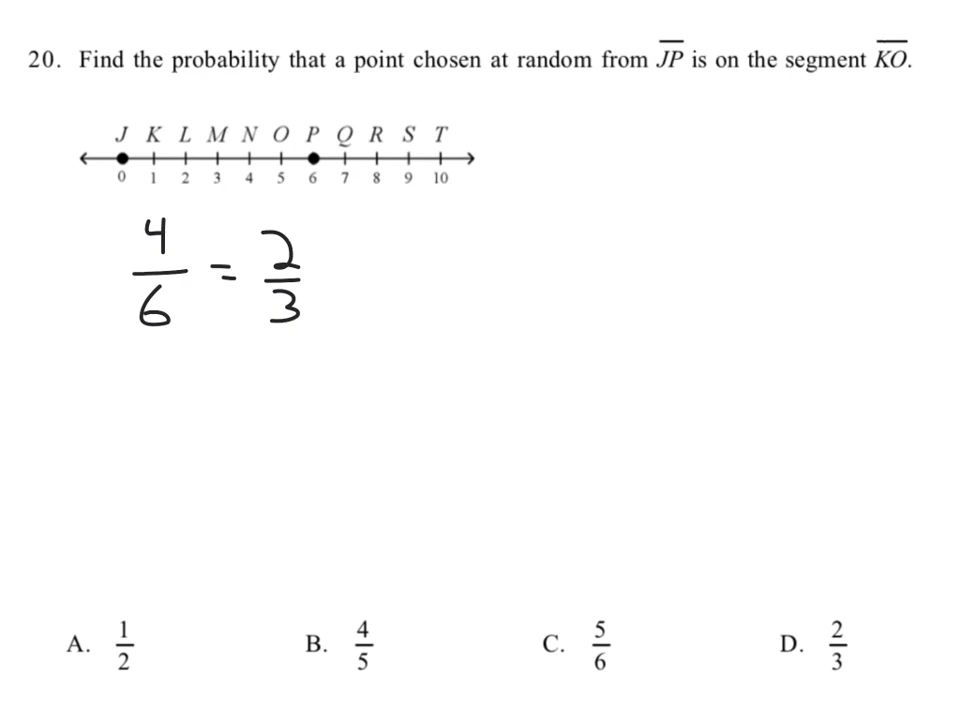 20. Find the probability that a point chosen at random from JP is on the segment KO.
J K L M N O P Q R S T
0 1 2 3 4 5 6 7 8 9 10
4/6 = 2/3
A. 1/2 B. 4/5 C. 5/6 D. 2/3